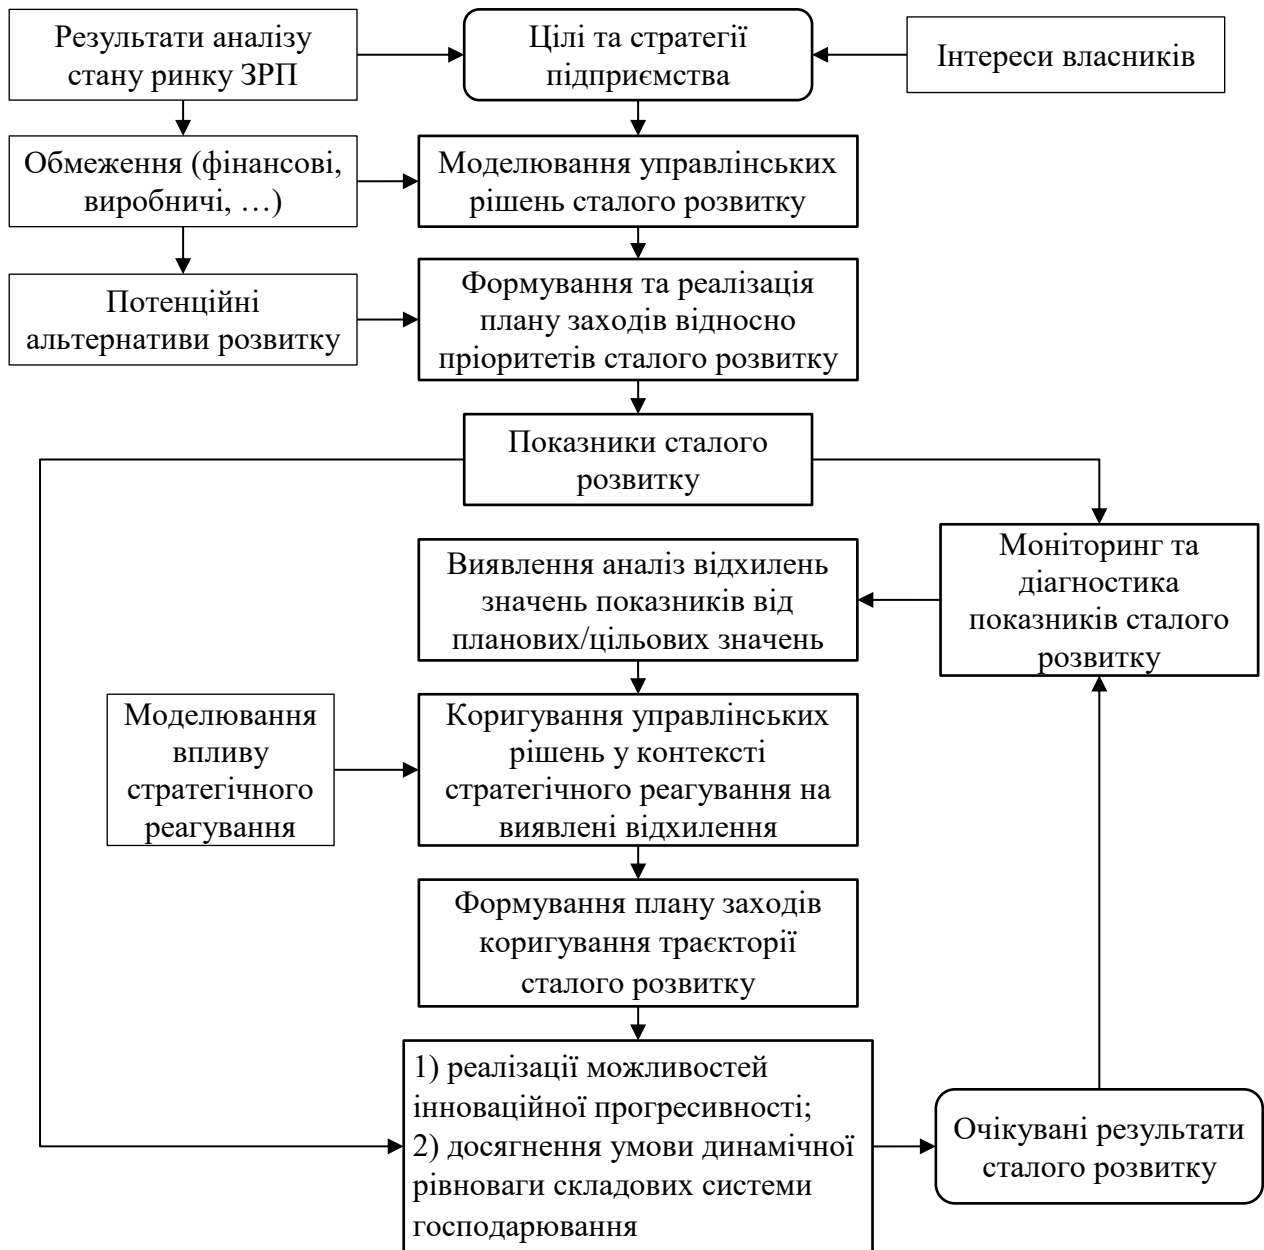 Результати аналізу
стану ринку ЗРП
Цілі та стратегії
підприємства
Інтереси власників
Обмеження (фінансові,
виробничі, …)
Моделювання управлінських
рішень сталого розвитку
Потенційні
альтернативи розвитку
Формування та реалізація
плану заходів відносно
пріоритетів сталого розвитку
Показники сталого
розвитку
Моніторинг та
діагностика
показників сталого
розвитку
Виявлення аналіз відхилень
значень показників від
планових/цільових значень
Моделювання
впливу
стратегічного
реагування
Коригування управлінських
рішень у контексті
стратегічного реагування на
виявлені відхилення
Формування плану заходів
коригування траєкторії
сталого розвитку
1) реалізації можливостей
інноваційної прогресивності;
2) досягнення умови динамічної
рівноваги складових системи
господарювання
Очікувані результати
сталого розвитку